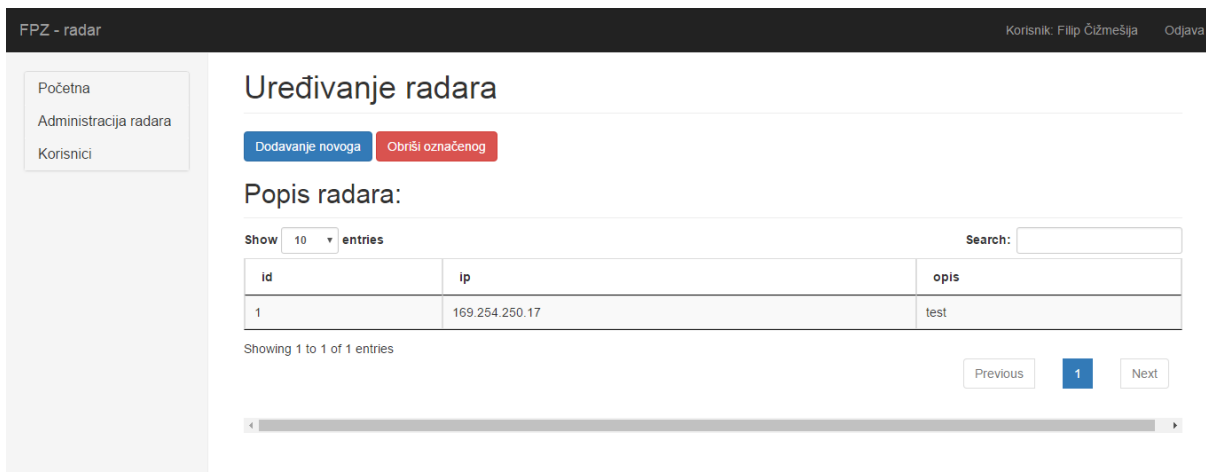 FPZ - radar Korisnik: Filip Čižmešija Odjava
Početna
Administracija radara
Korisnici
Uređivanje radara
Dodavanje novoga Obriši označenog
Popis radara:
Show 10 entries Search:
id ip opis
1 169.254.250.17 test
Showing 1 to 1 of 1 entries
Previous 1 Next